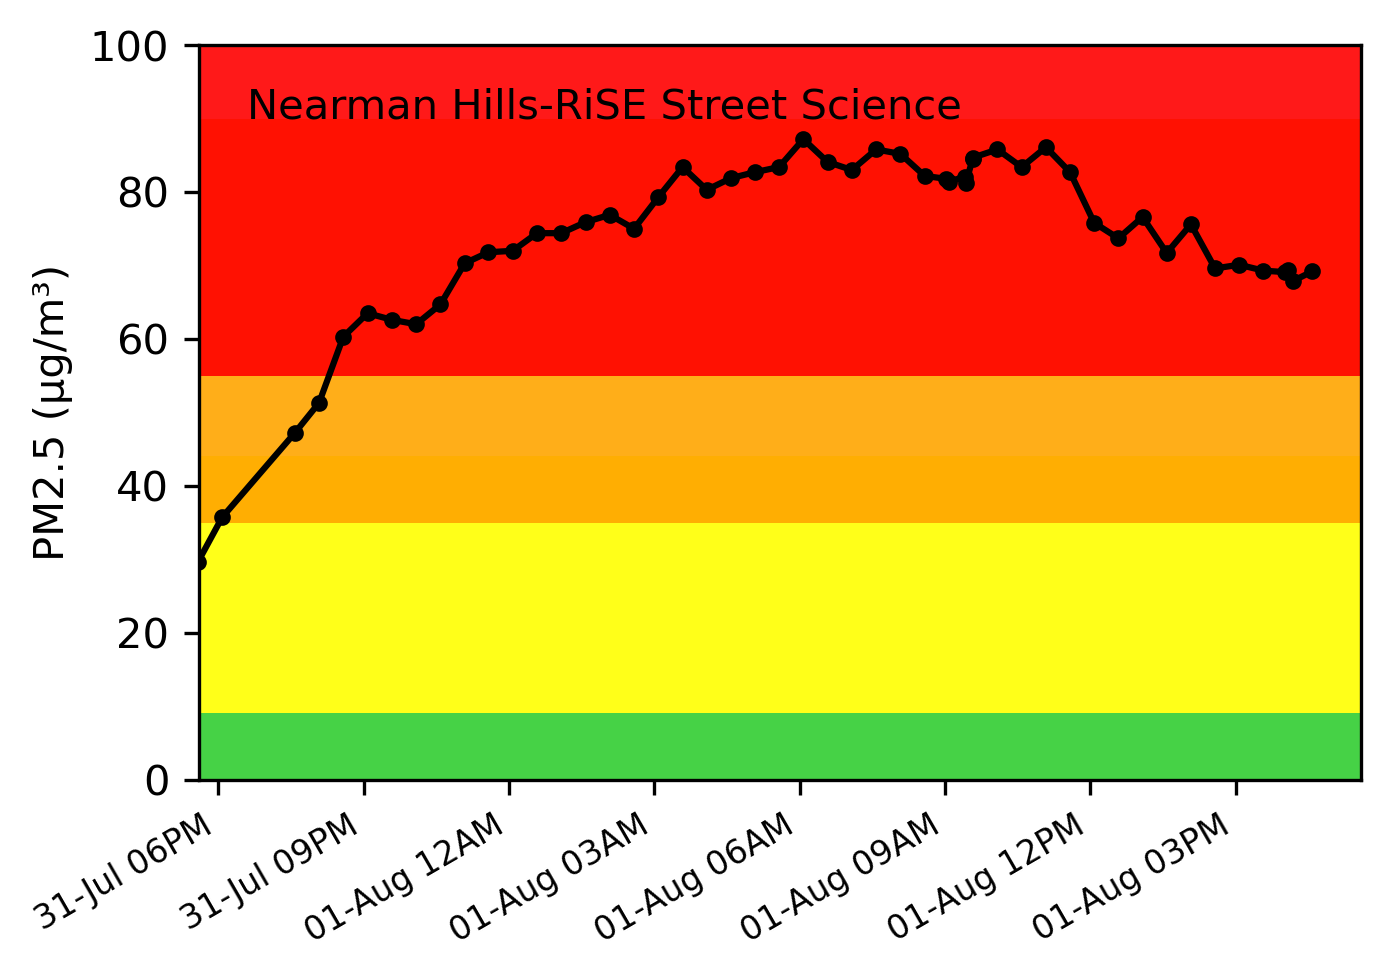 Nearman Hills-RiSE Street Science
PM2.5 (µg/m³)
100
80
60
40
20
0
31-Jul 06PM
31-Jul 09PM
01-Aug 12AM
01-Aug 03AM
01-Aug 06AM
01-Aug 09AM
01-Aug 12PM
01-Aug 03PM